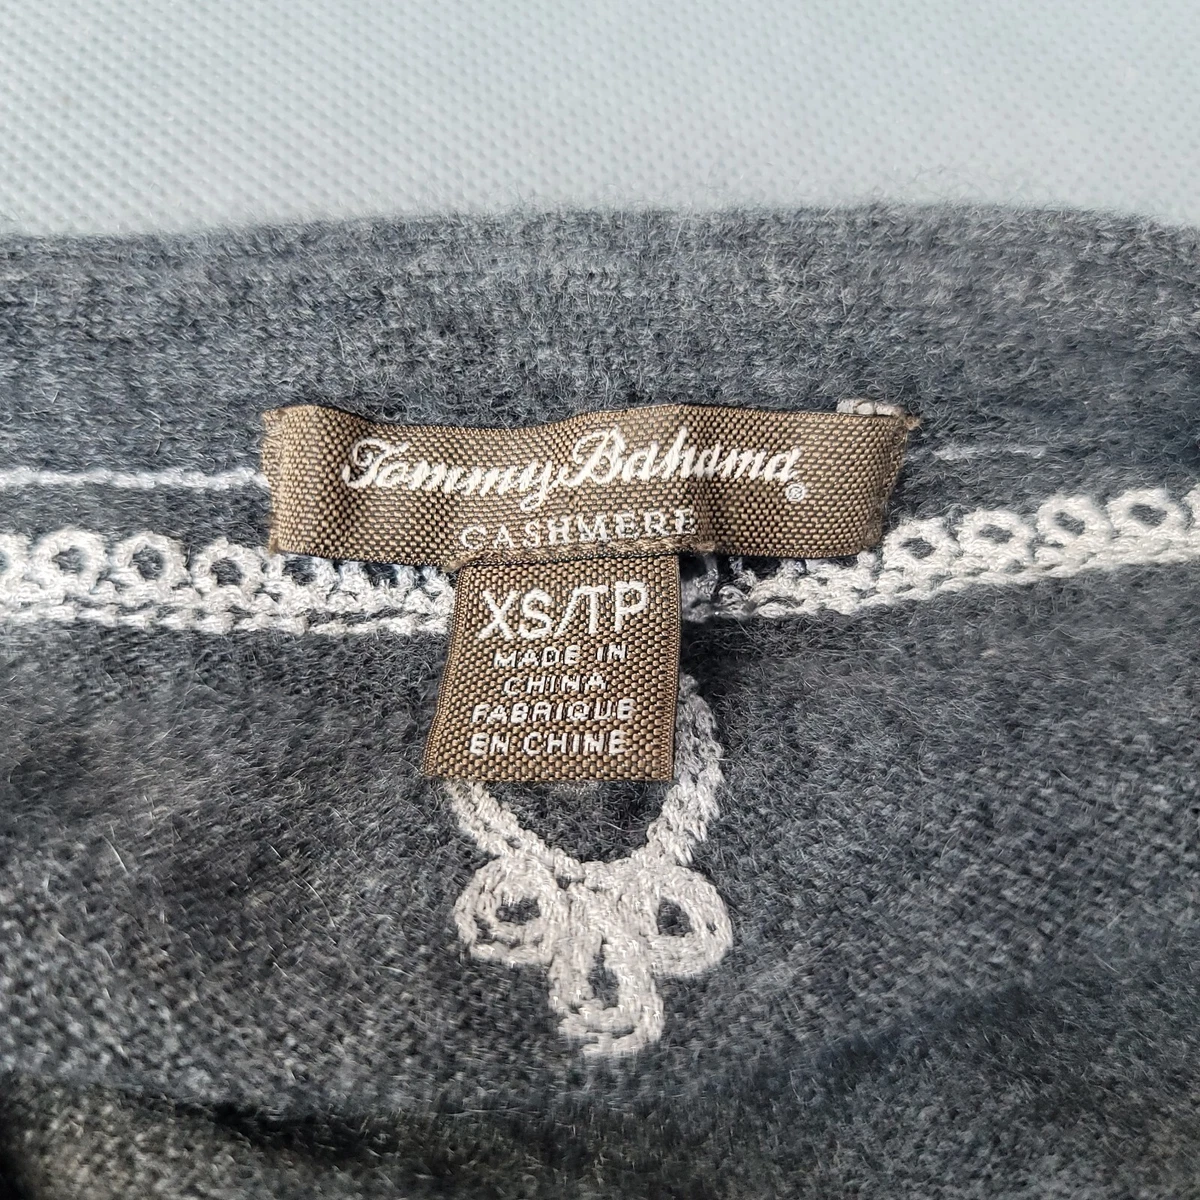 Tommy Bahama®
CASHMERE
XS/TP
MADE IN
CHINA
FABRIQUE
EN CHINE